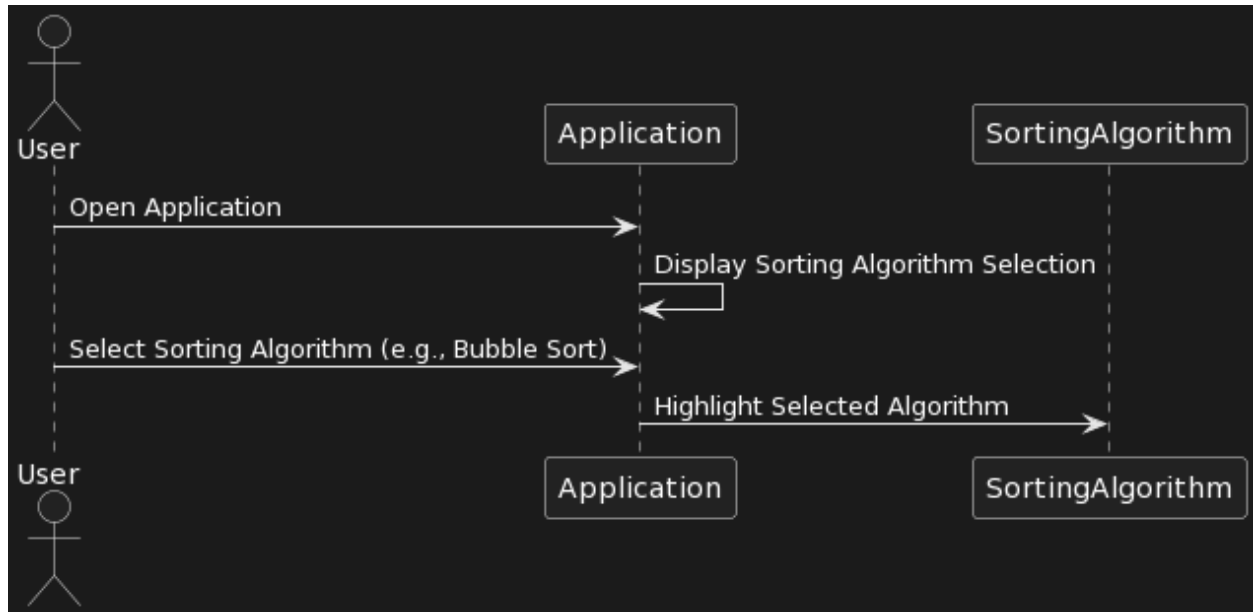 User
Application
SortingAlgorithm
Open Application
Display Sorting Algorithm Selection
Select Sorting Algorithm (e.g., Bubble Sort)
Highlight Selected Algorithm
User
Application
SortingAlgorithm